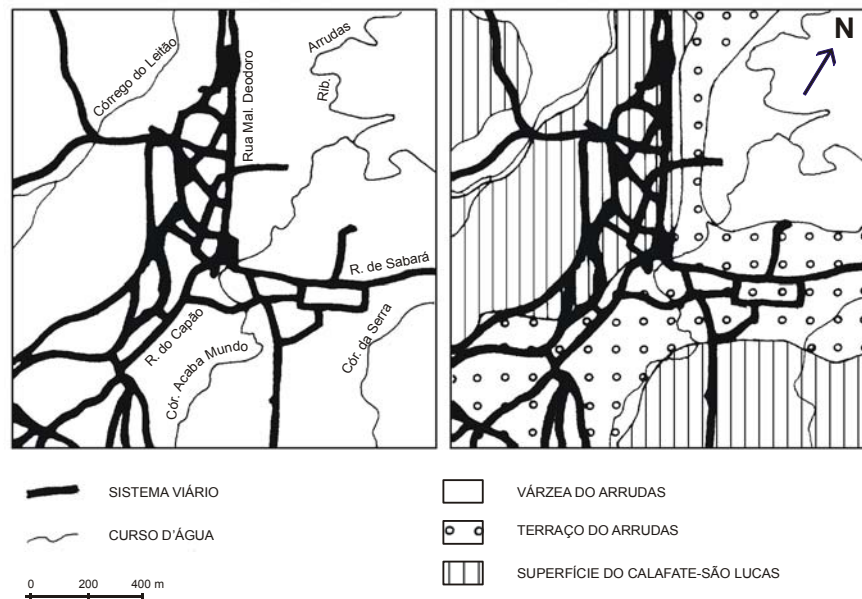 Córrego do Leitão
Rua Mal. Deodoro
Arrudas
Rib.
R. de Sabará
R. do Capão
Cór. Acaba Mundo
Cór. da Serra
N
SISTEMA VIÁRIO
CURSO D'ÁGUA
0 200 400 m
VÁRZEA DO ARRUDAS
TERRAÇO DO ARRUDAS
SUPERFÍCIE DO CALAFATE-SÃO LUCAS